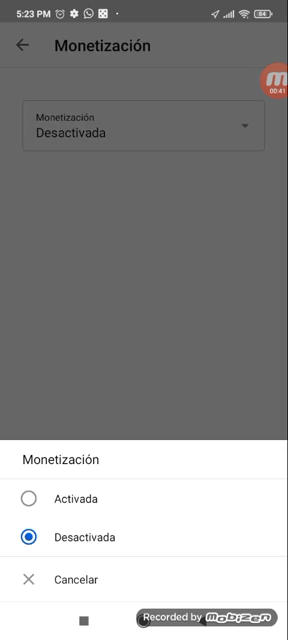 5:23 PM
84
Monetización
00:41
Monetización
Desactivada
Monetización
Activada
Desactivada
Cancelar
Recorded by mobizen